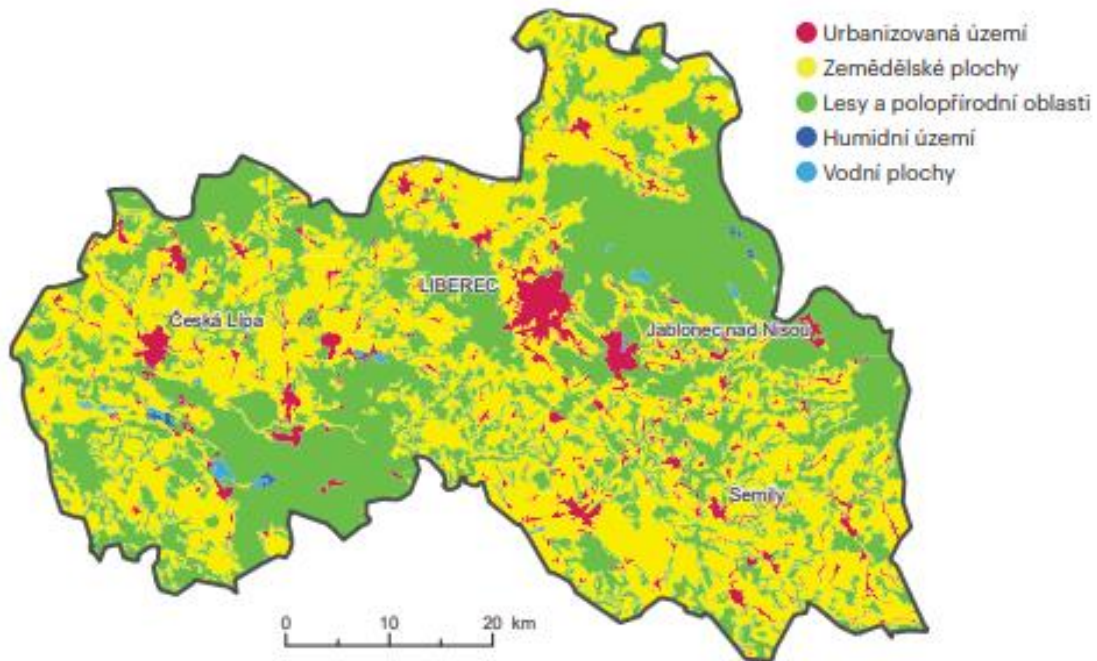 Urbanizovaná území
Zemědělské plochy
Lesy a polopřírodní oblasti
Humidní území
Vodní plochy
LIBEREC
Česká Lípa
Jablonec nad Nisou
Semily
0 10 20 km